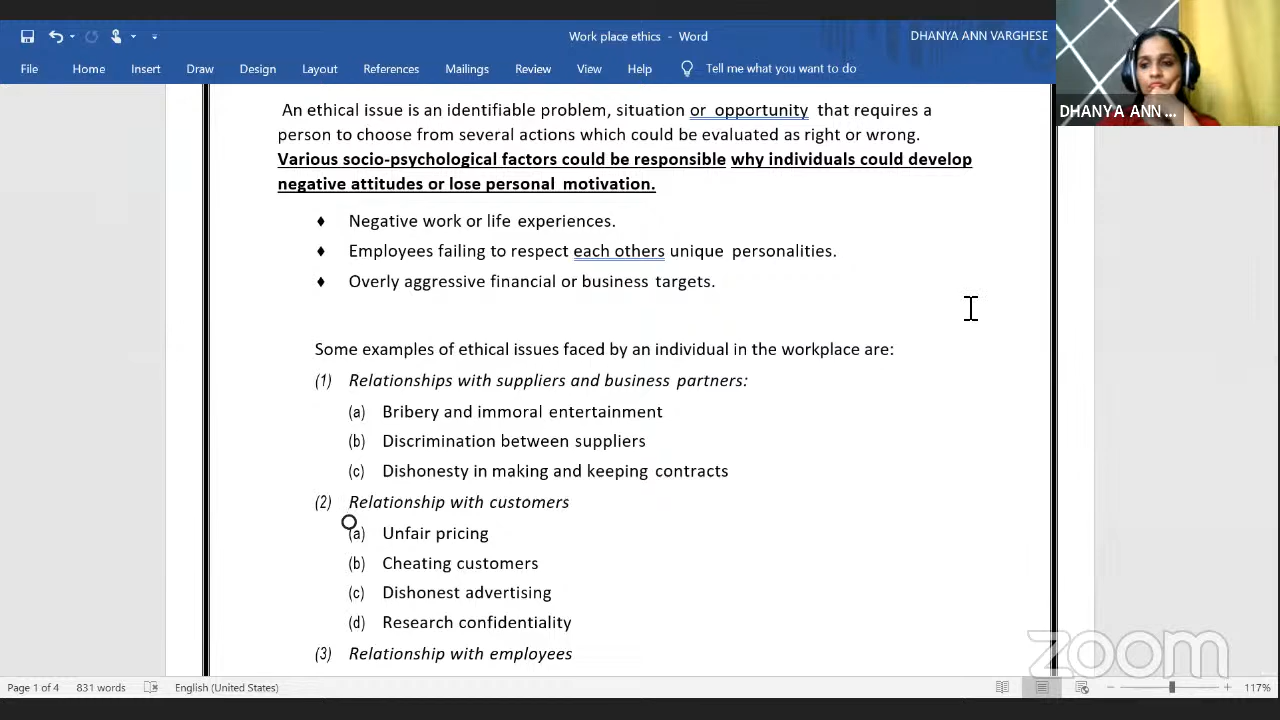 Work place ethics - Word
DHANYA ANN VARGHESE
File Home Insert Draw Design Layout References Mailings Review View Help Tell me what you want to do
DHANYA ANN ...
An ethical issue is an identifiable problem, situation or opportunity that requires a
person to choose from several actions which could be evaluated as right or wrong.
Various socio-psychological factors could be responsible why individuals could develop
negative attitudes or lose personal motivation.
♦ Negative work or life experiences.
♦ Employees failing to respect each others unique personalities.
♦ Overly aggressive financial or business targets.
Some examples of ethical issues faced by an individual in the workplace are:
(1) Relationships with suppliers and business partners:
(a) Bribery and immoral entertainment
(b) Discrimination between suppliers
(c) Dishonesty in making and keeping contracts
(2) Relationship with customers
(a) Unfair pricing
(b) Cheating customers
(c) Dishonest advertising
(d) Research confidentiality
(3) Relationship with employees
zoom
Page 1 of 4 831 words English (United States) 117%